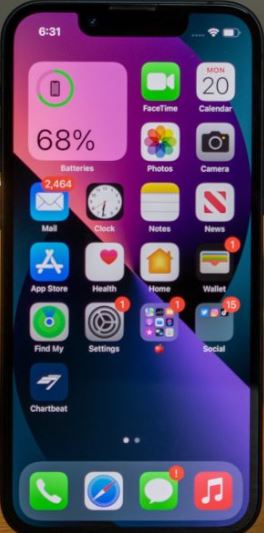 6:31
MON
20
FaceTime
Calendar
68%
Batteries
Photos
Camera
2,464
Mail
Clock
Notes
News
1
App Store
Health
Home
Wallet
1
1
15
Find My
Settings
🍎
Social
Chartbeat
!